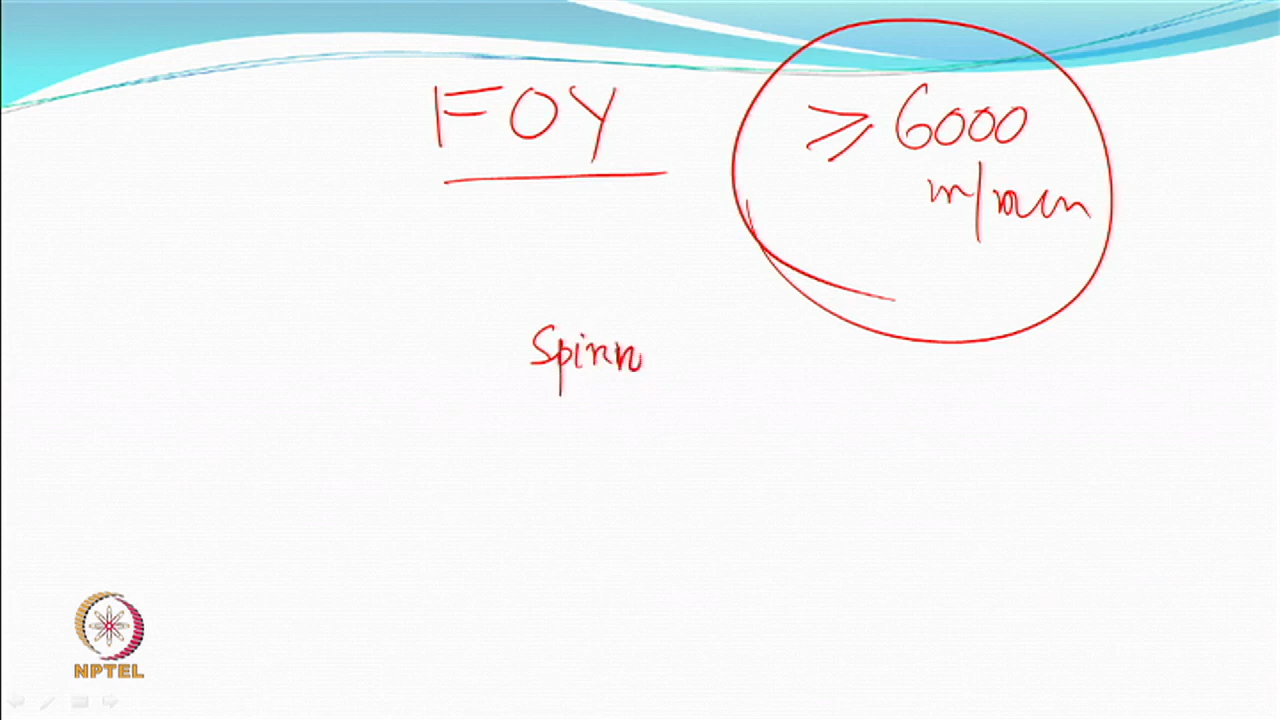 FOY
≥ 6000
m/min
Spinn
NPTEL